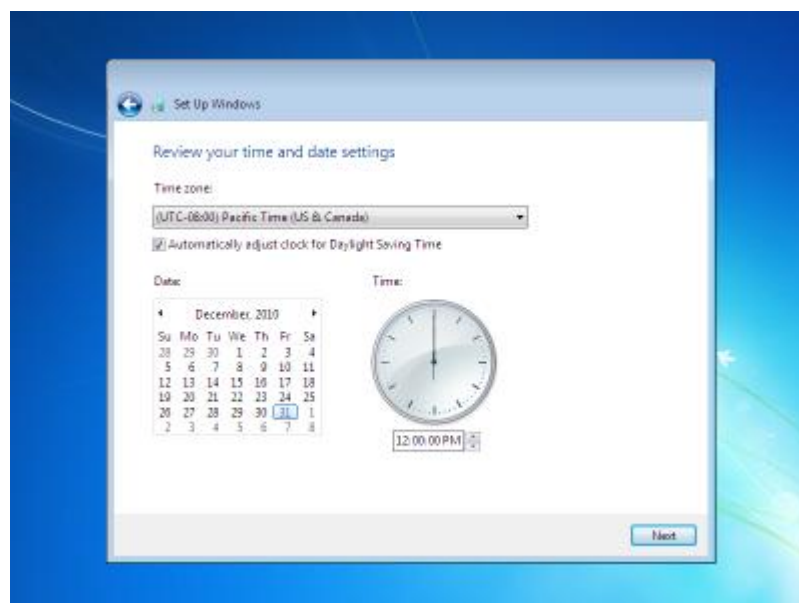 Set Up Windows
Review your time and date settings
Time zone:
(UTC-08:00) Pacific Time (US & Canada)
Automatically adjust clock for Daylight Saving Time
Date:
Time:
December, 2010
Su Mo Tu We Th Fr Sa
28 29 30 1 2 3 4
5 6 7 8 9 10 11
12 13 14 15 16 17 18
19 20 21 22 23 24 25
26 27 28 29 30 31 1
2 3 4 5 6 7 8
12:00:00 PM
Next